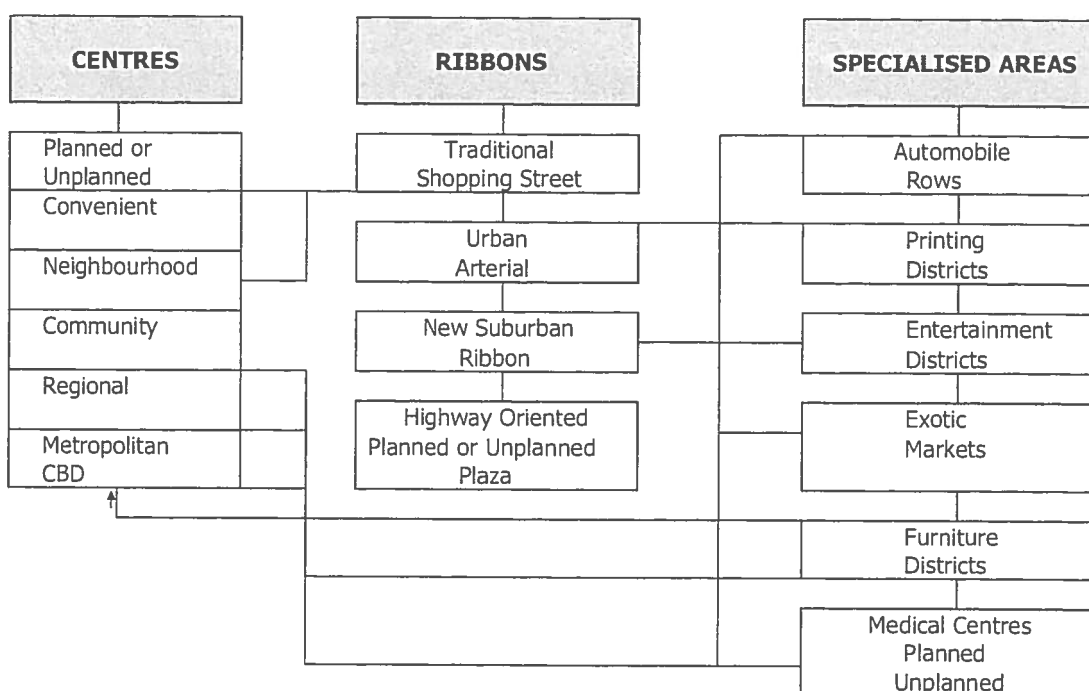 CENTRES
Planned or
Unplanned
Convenient
Neighbourhood
Community
Regional
Metropolitan
CBD
RIBBONS
Traditional
Shopping Street
Urban
Arterial
New Suburban
Ribbon
Highway Oriented
Planned or Unplanned
Plaza
SPECIALISED AREAS
Automobile
Rows
Printing
Districts
Entertainment
Districts
Exotic
Markets
Furniture
Districts
Medical Centres
Planned
Unplanned